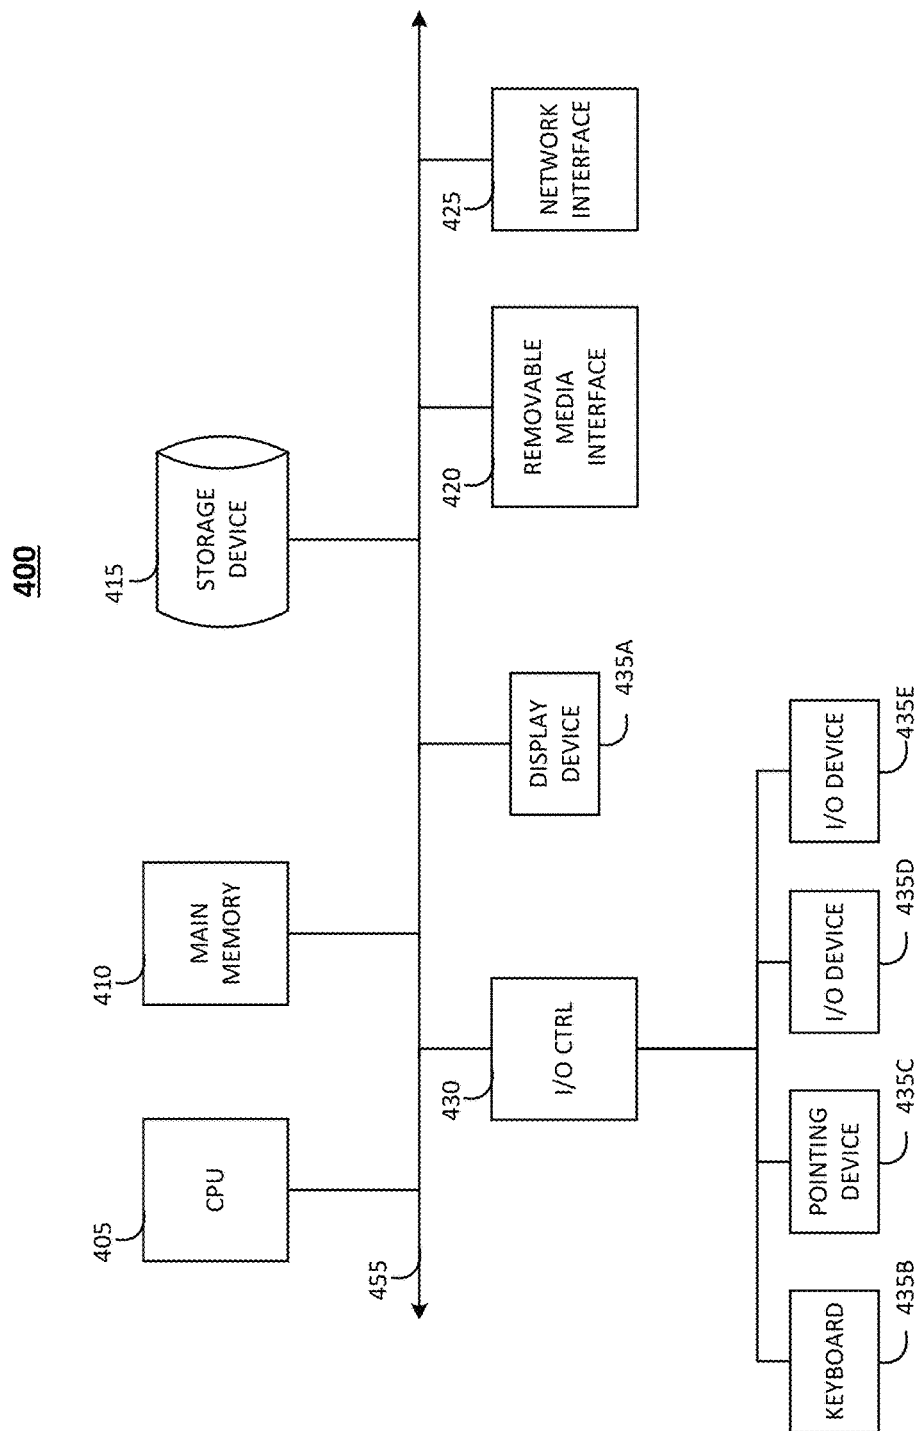 400
405
CPU
410
MAIN
MEMORY
415
STORAGE
DEVICE
455
430
I/O CTRL
DISPLAY
DEVICE
435A
420
REMOVABLE
MEDIA
INTERFACE
425
NETWORK
INTERFACE
KEYBOARD
435B
POINTING
DEVICE
435C
I/O DEVICE
435D
I/O DEVICE
435E